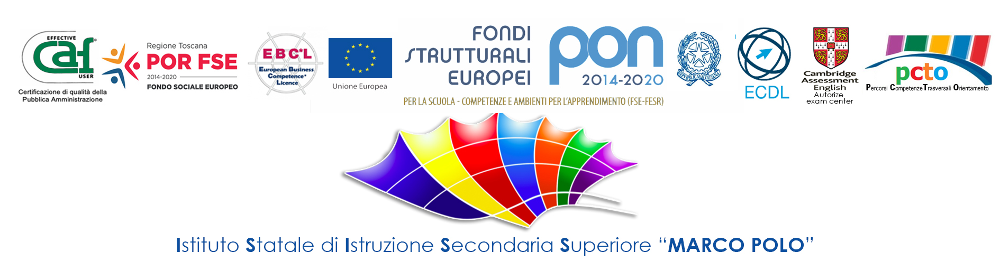 EFFECTIVE
CAF
USER
Certificazione di qualità della
Pubblica Amministrazione
Regione Toscana
POR FSE
2014-2020
FONDO SOCIALE EUROPEO
EBC*L
European Business
Competence*
Licence
Unione Europea
FONDI
STRUTTURALI
EUROPEI
pon
2014-2020
PER LA SCUOLA - COMPETENZE E AMBIENTI PER L'APPRENDIMENTO (FSE-FESR)
REPVBBLICA ITALIANA
ECDL
Cambridge
Assessment
English
Autorize
exam center
pcto
Percorsi Competenze Trasversali Orientamento
Istituto Statale di Istruzione Secondaria Superiore “MARCO POLO”